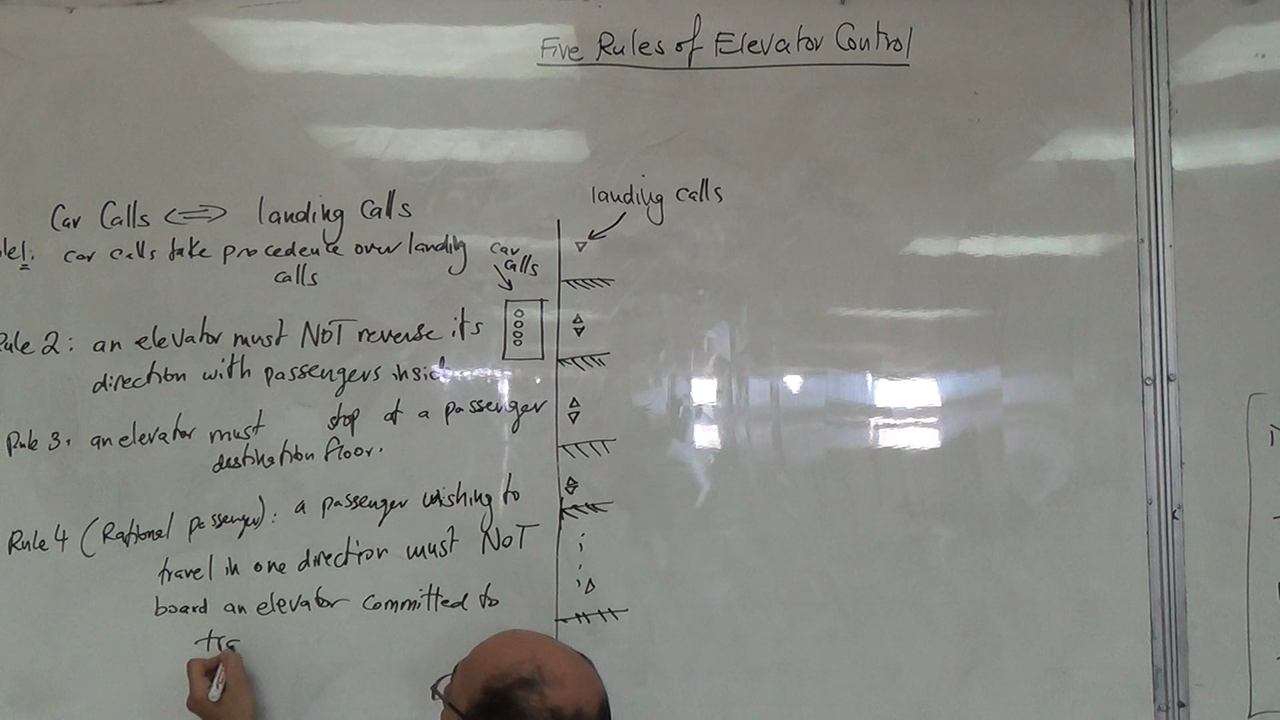 Five Rules of Elevator Control
landing calls
Car Calls ⇔ landing Calls
le1: car calls take procedence over landing
calls
car
calls
Rule 2: an elevator must NOT reverse its
direction with passengers inside
Rule 3: an elevator must stop at a passenger
destination floor.
Rule 4 (Rational passenger): a passenger wishing to
travel in one direction must NOT
board an elevator committed to
tra